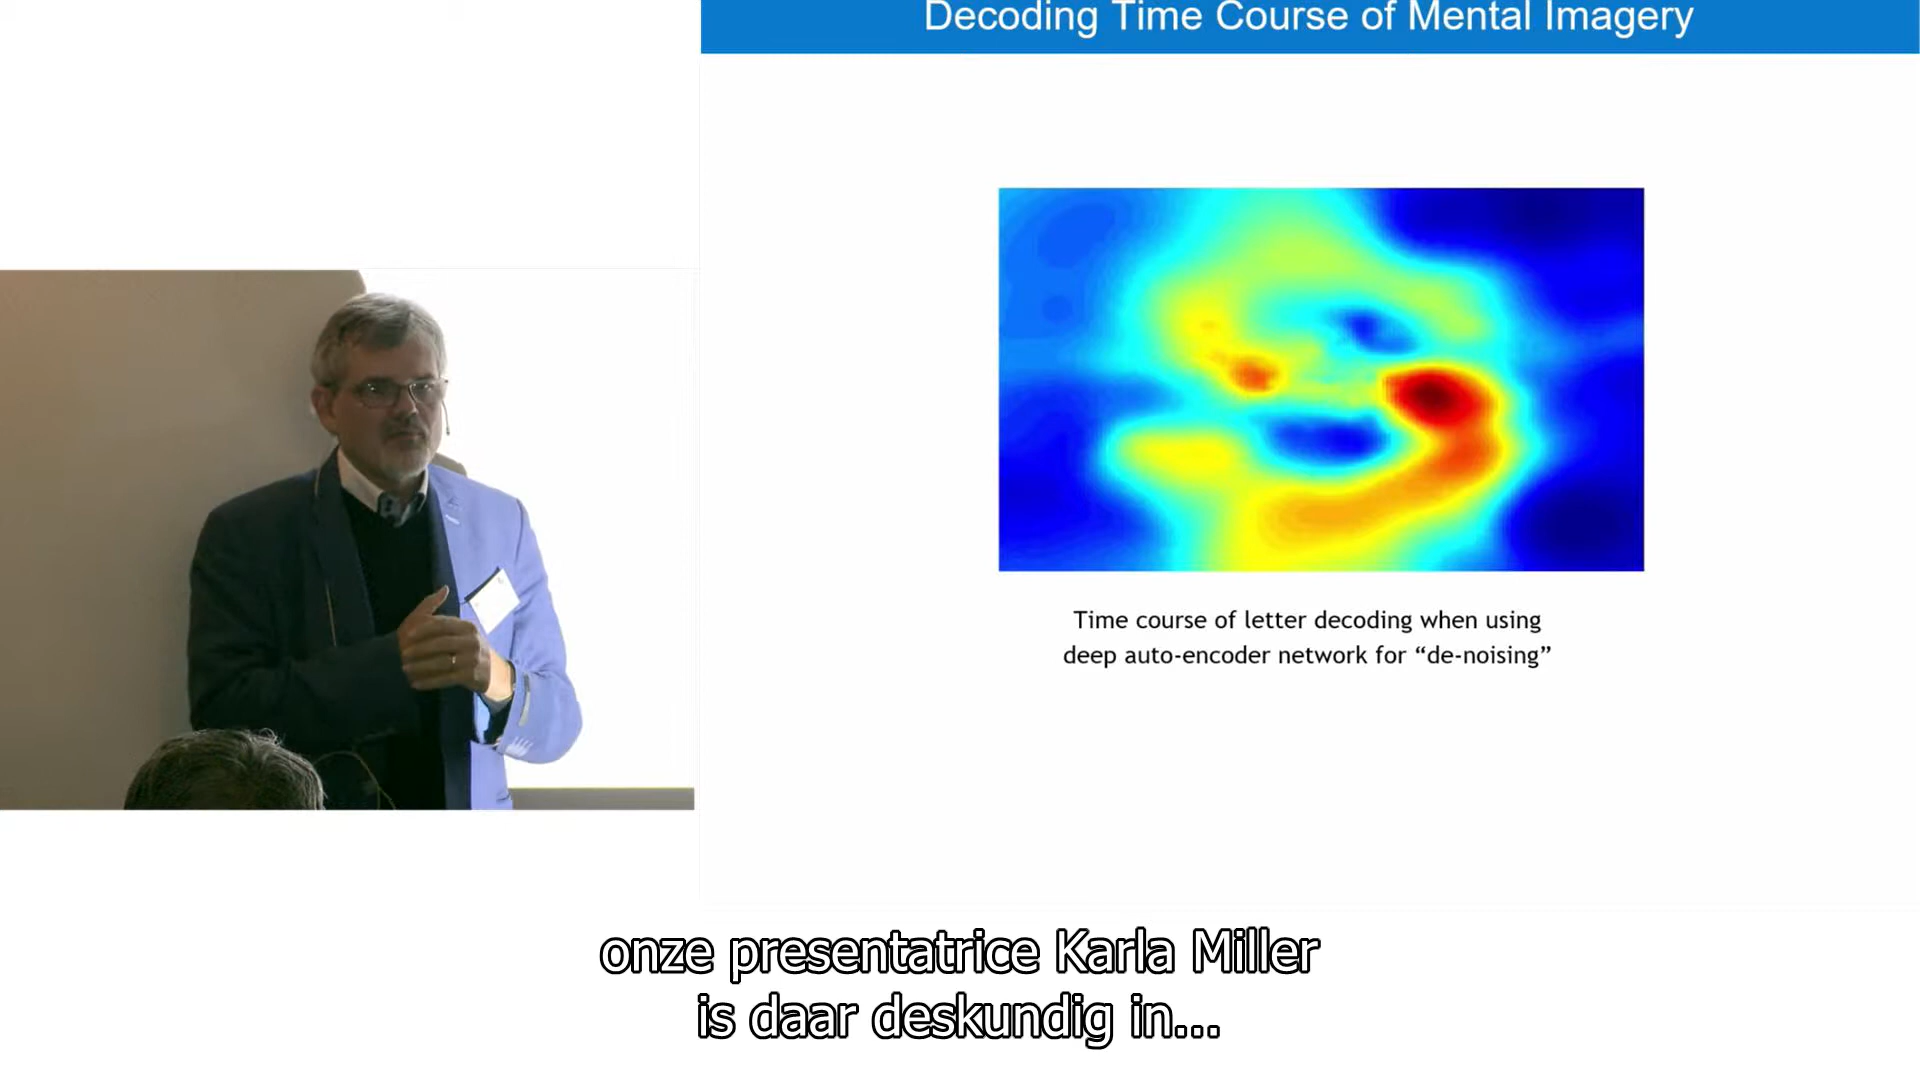 Decoding Time Course of Mental Imagery
Time course of letter decoding when using
deep auto-encoder network for “de-noising”
onze presentatrice Karla Miller
is daar deskundig in...